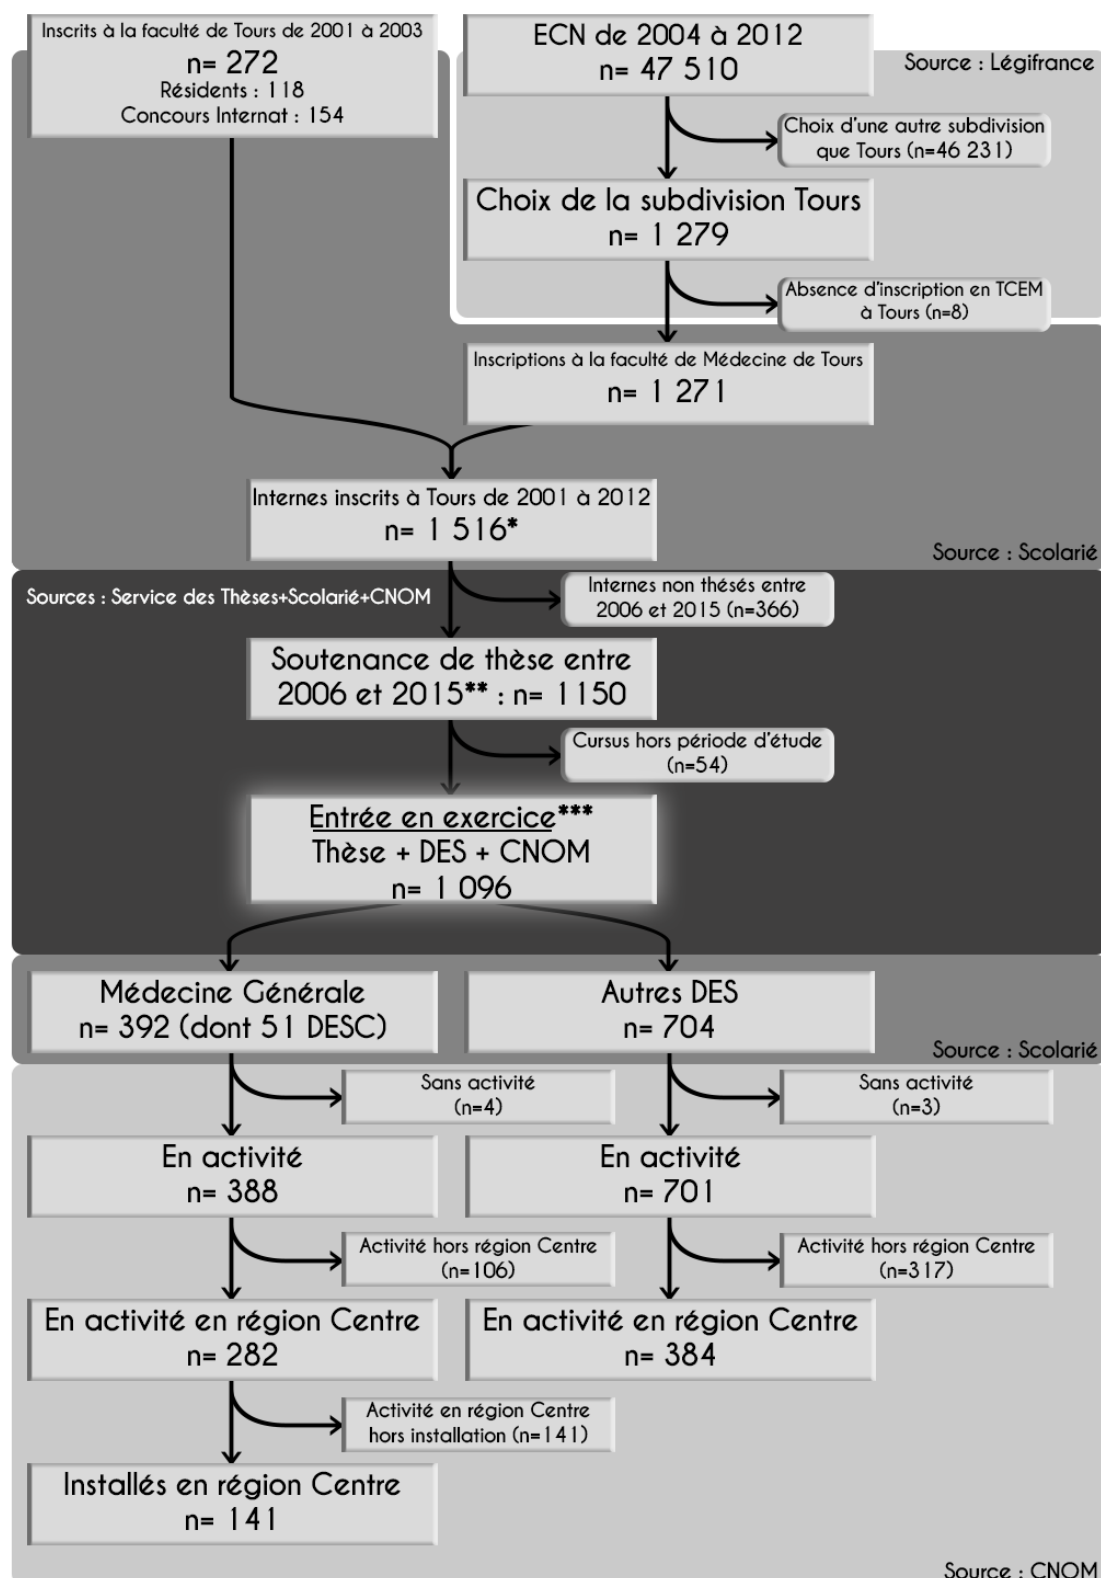 Inscrits à la faculté de Tours de 2001 à 2003
n= 272
Résidents : 118
Concours Internat : 154
ECN de 2004 à 2012
n= 47 510
Source : Légifrance
Choix d'une autre subdivision
que Tours (n=46 231)
Choix de la subdivision Tours
n= 1 279
Absence d'inscription en TCEM
à Tours (n=8)
Inscriptions à la faculté de Médecine de Tours
n= 1 271
Internes inscrits à Tours de 2001 à 2012
n= 1 516*
Source : Scolarié
Sources : Service des Thèses+Scolarié+CNOM
Internes non thésés entre
2006 et 2015 (n=366)
Soutenance de thèse entre
2006 et 2015** : n= 1150
Cursus hors période d'étude
(n=54)
Entrée en exercice***
Thèse + DES + CNOM
n= 1 096
Médecine Générale
n= 392 (dont 51 DESC)
Autres DES
n= 704
Source : Scolarié
Sans activité
(n=4)
Sans activité
(n=3)
En activité
n= 388
En activité
n= 701
Activité hors région Centre
(n=106)
Activité hors région Centre
(n=317)
En activité en région Centre
n= 282
En activité en région Centre
n= 384
Activité en région Centre
hors installation (n=141)
Installés en région Centre
n= 141
Source : CNOM